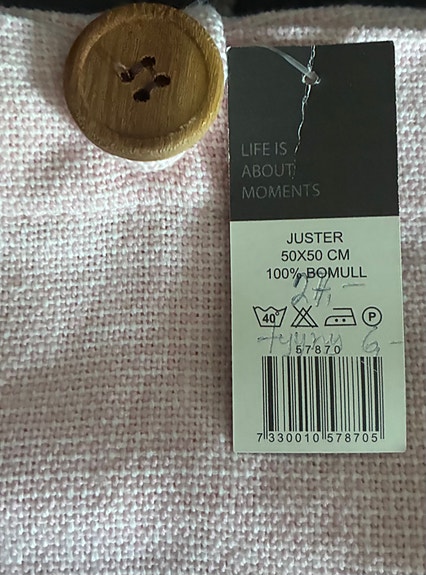 LIFE IS
ABOUT
MOMENTS
JUSTER
50X50 CM
100% BOMULL
40°
P
57870
7 330010 578705